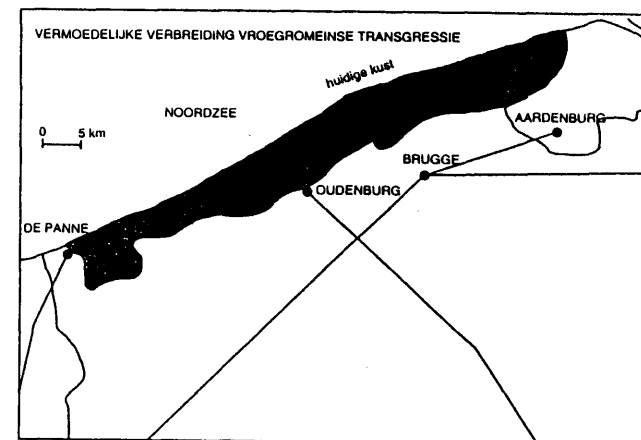 VERMOEDELIJKE VERBREIDING VROEGROMEINSE TRANSGRESSIE
huidige kust
NOORDZEE
0 5 km
AARDENBURG
BRUGGE
OUDENBURG
DE PANNE